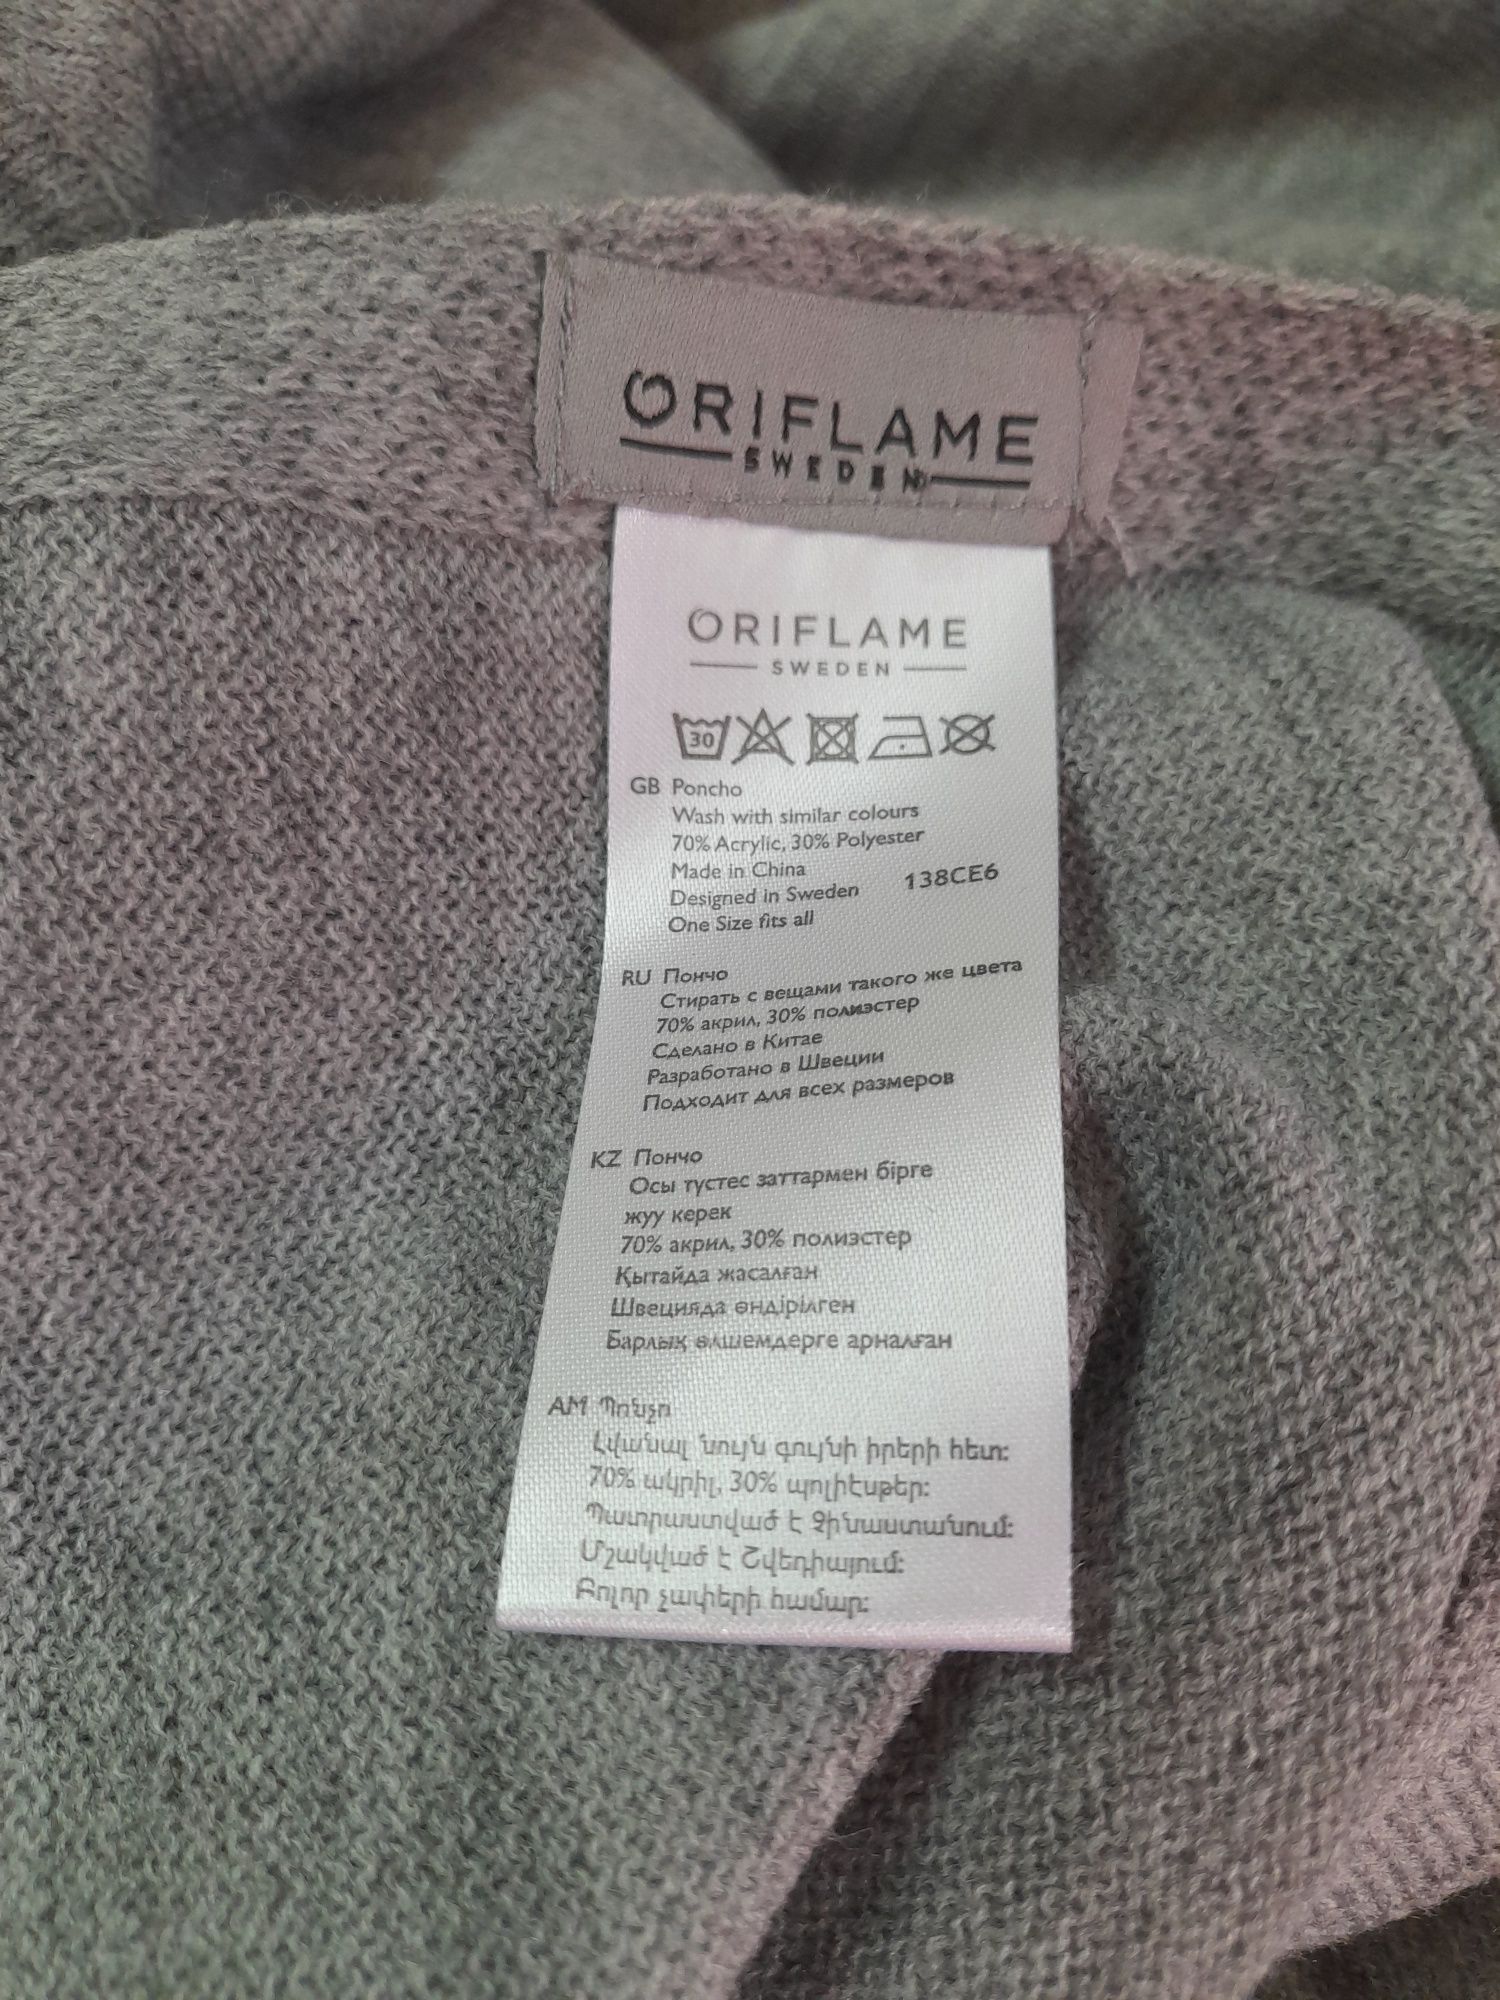 ORIFLAME
SWEDEN
ORIFLAME
SWEDEN
30
GB Poncho
Wash with similar colours
70% Acrylic, 30% Polyester
Made in China
Designed in Sweden 138CE6
One Size fits all
RU Пончо
Стирать с вещами такого же цвета
70% акрил, 30% полиэстер
Сделано в Китае
Разработано в Швеции
Подходит для всех размеров
KZ Пончо
Осы түстес заттармен бірге
жуу керек
70% акрил, 30% полиэстер
Қытайда жасалған
Швецияда өндірілген
Барлық өлшемдерге арналған
AM Պոնչո
Լվանալ նույն գույնի իրերի հետ:
70% ակրիլ, 30% պոլիէսթեր:
Պատրաստված է Չինաստանում:
Մշակված է Շվեդիայում:
Բոլոր չափերի համար: